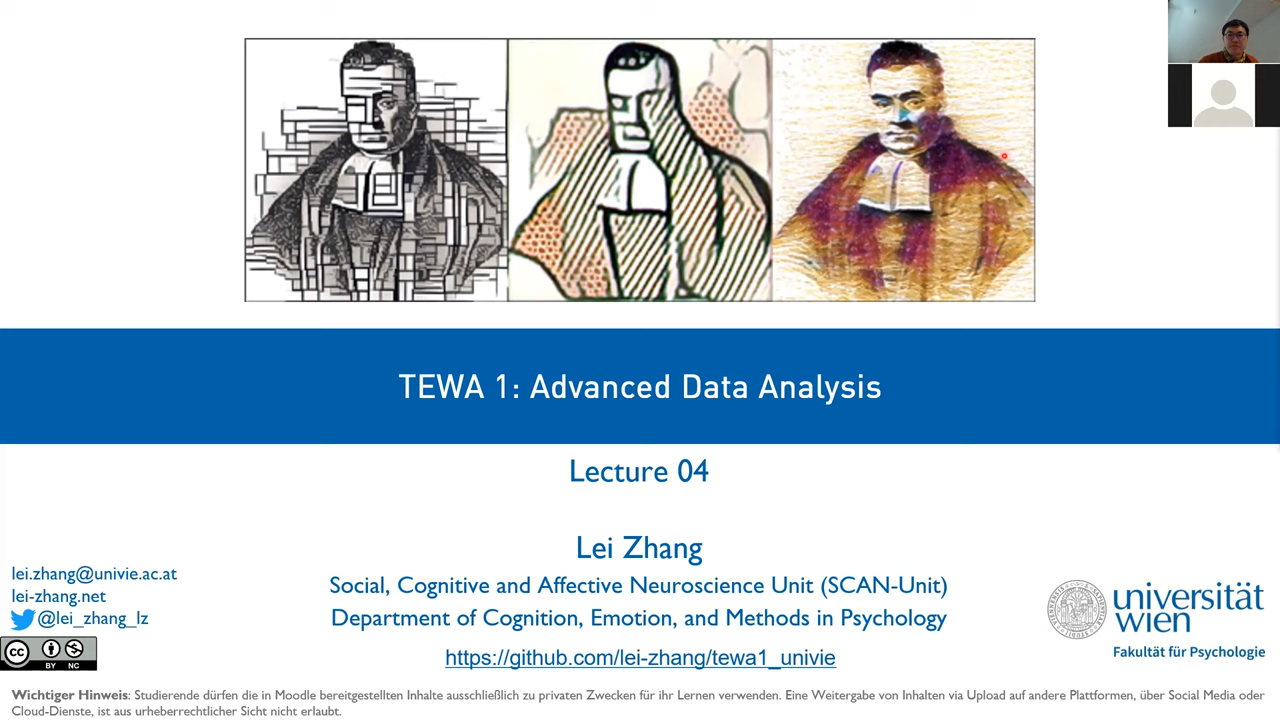 TEWA 1: Advanced Data Analysis
Lecture 04
Lei Zhang
lei.zhang@univie.ac.at
lei-zhang.net
@lei_zhang_lz
Social, Cognitive and Affective Neuroscience Unit (SCAN-Unit)
Department of Cognition, Emotion, and Methods in Psychology
https://github.com/lei-zhang/tewa1_univie
cc
BY NC
universität
wien
Fakultät für Psychologie
Wichtiger Hinweis: Studierende dürfen die in Moodle bereitgestellten Inhalte ausschließlich zu privaten Zwecken für ihr Lernen verwenden. Eine Weitergabe von Inhalten via Upload auf andere Plattformen, über Social Media oder
Cloud-Dienste, ist aus urheberrechtlicher Sicht nicht erlaubt.